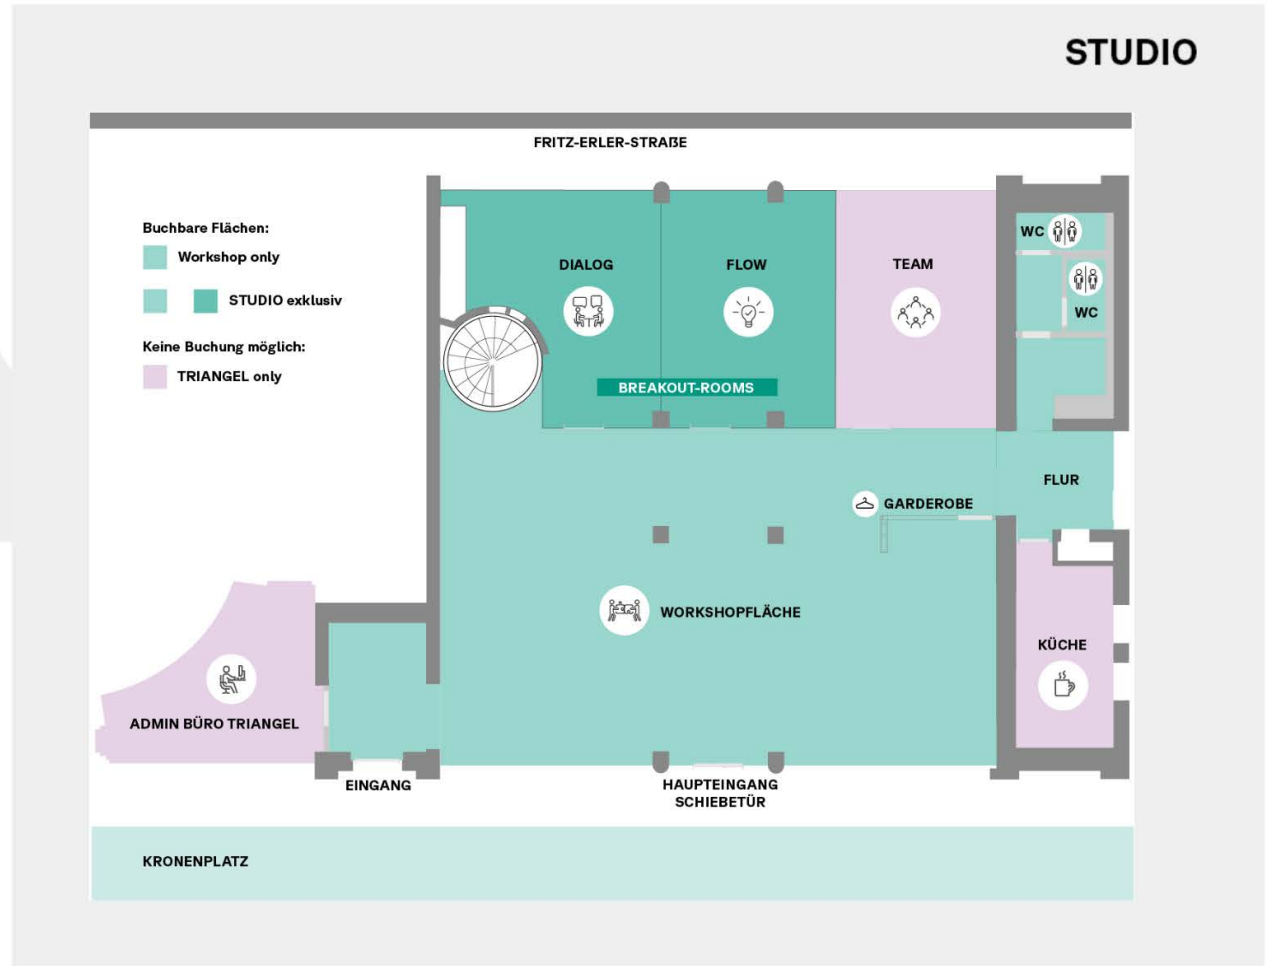 STUDIO
FRITZ-ERLER-STRAßE
Buchbare Flächen:
Workshop only
STUDIO exklusiv
Keine Buchung möglich:
TRIANGEL only
DIALOG
FLOW
TEAM
WC
WC
BREAKOUT-ROOMS
FLUR
GARDEROBE
WORKSHOPFLÄCHE
KÜCHE
ADMIN BÜRO TRIANGEL
EINGANG
HAUPTEINGANG
SCHIEBETÜR
KRONENPLATZ